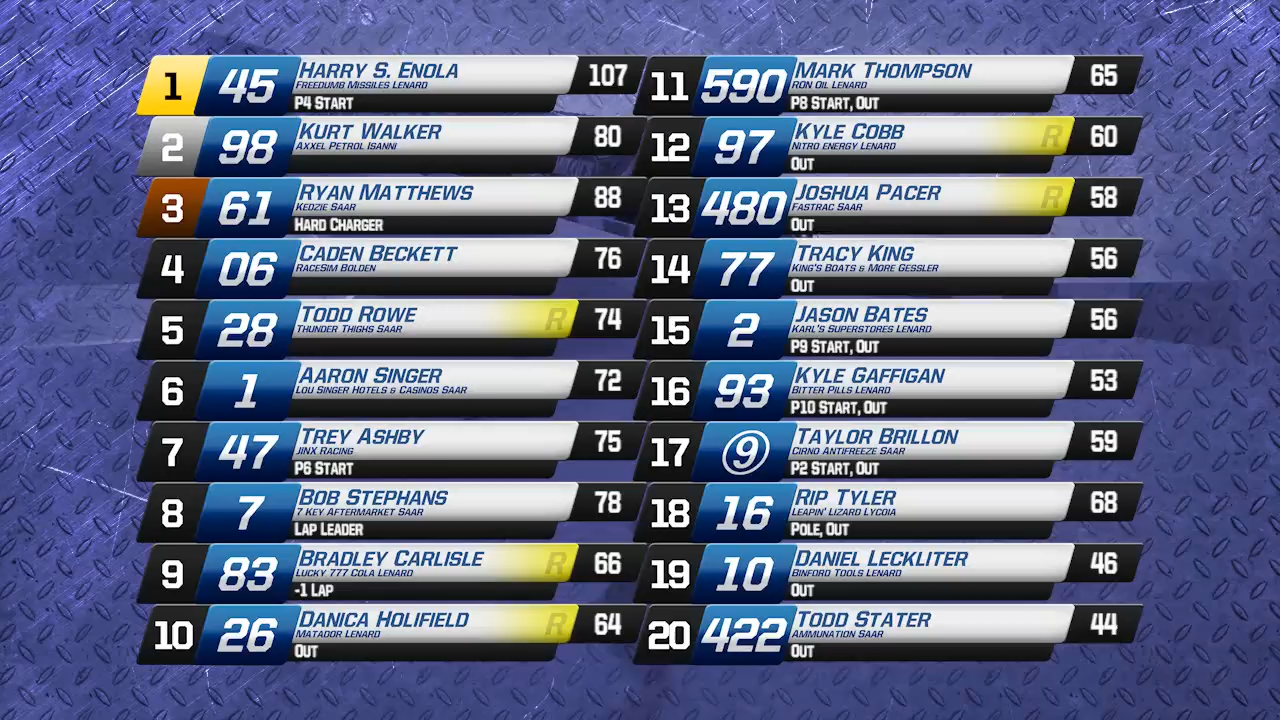 1 45 HARRY S. ENOLA 107
FREEDUMB MISSILES LENARD
P4 START
2 98 KURT WALKER 80
AXXEL PETROL ISANNI
3 61 RYAN MATTHEWS 88
KEDZIE SAAR
HARD CHARGER
4 06 CADEN BECKETT 76
RACESIM BOLDEN
5 28 TODD ROWE R 74
THUNDER THIGHS SAAR
6 1 AARON SINGER 72
LOU SINGER HOTELS & CASINOS SAAR
7 47 TREY ASHBY 75
JINX RACING
P6 START
8 7 BOB STEPHANS 78
7 KEY AFTERMARKET SAAR
LAP LEADER
9 83 BRADLEY CARLISLE R 66
LUCKY 777 COLA LENARD
-1 LAP
10 26 DANICA HOLIFIELD R 64
MATADOR LENARD
OUT
11 590 MARK THOMPSON 65
RON OIL LENARD
P8 START, OUT
12 97 KYLE COBB R 60
NITRO ENERGY LENARD
OUT
13 480 JOSHUA PACER R 58
FASTRAC SAAR
OUT
14 77 TRACY KING 56
KING'S BOATS & MORE GESSLER
OUT
15 2 JASON BATES 56
KARL'S SUPERSTORES LENARD
P9 START, OUT
16 93 KYLE GAFFIGAN 53
BITTER PILLS LENARD
P10 START, OUT
17 9 TAYLOR BRILLON 59
CIRNO ANTIFREEZE SAAR
P2 START, OUT
18 16 RIP TYLER 68
LEAPIN' LIZARD LYCOIA
POLE, OUT
19 10 DANIEL LECKLITER 46
BINFORD TOOLS LENARD
OUT
20 422 TODD STATER 44
AMMUNATION SAAR
OUT